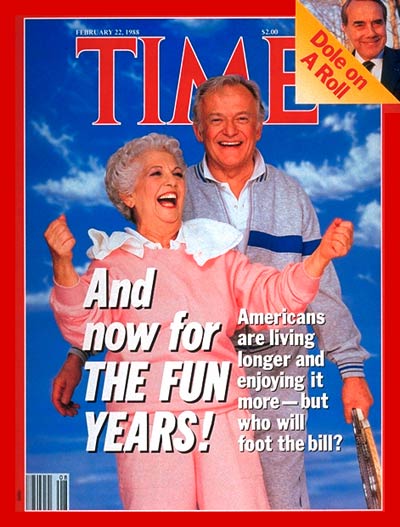 FEBRUARY 22, 1988
$2.00
TIME
Dole on
A Roll
And
now for
THE FUN
YEARS!
Americans
are living
longer and
enjoying it
more—but
who will
foot the bill?
08